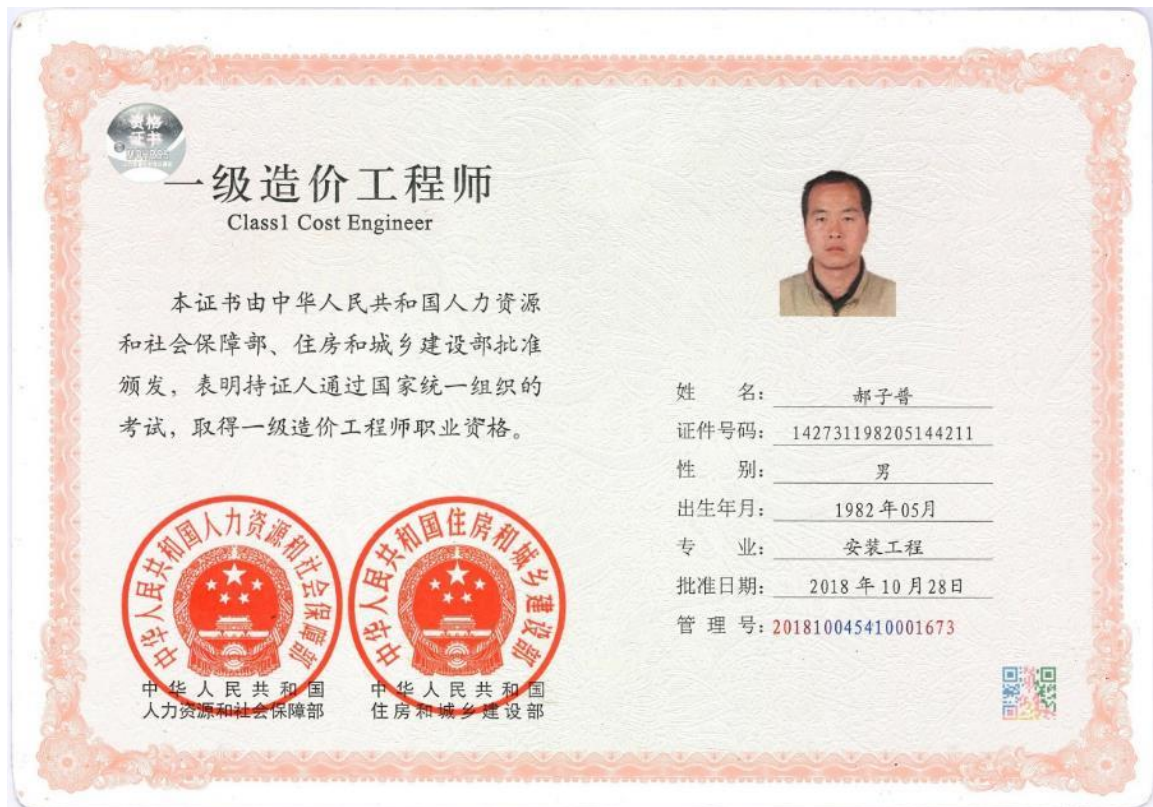 资格
证书
一级造价工程师
Class1 Cost Engineer
本证书由中华人民共和国人力资源
和社会保障部、住房和城乡建设部批准
颁发，表明持证人通过国家统一组织的
考试，取得一级造价工程师职业资格。
中华人民共和国人力资源和社会保障部
中华人民共和国住房和城乡建设部
中华人民共和国
人力资源和社会保障部
中华人民共和国
住房和城乡建设部
姓 名：郝子普
证件号码：142731198205144211
性 别：男
出生年月：1982年05月
专 业：安装工程
批准日期：2018年10月28日
管 理 号：201810045410001673